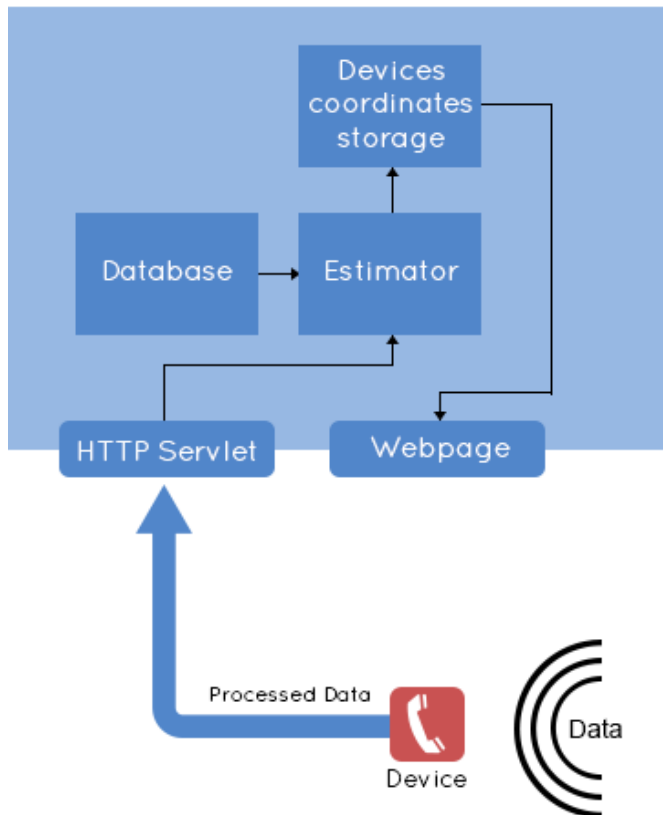 Devices
coordinates
storage
Database
Estimator
HTTP Servlet
Webpage
Processed Data
Data
Device